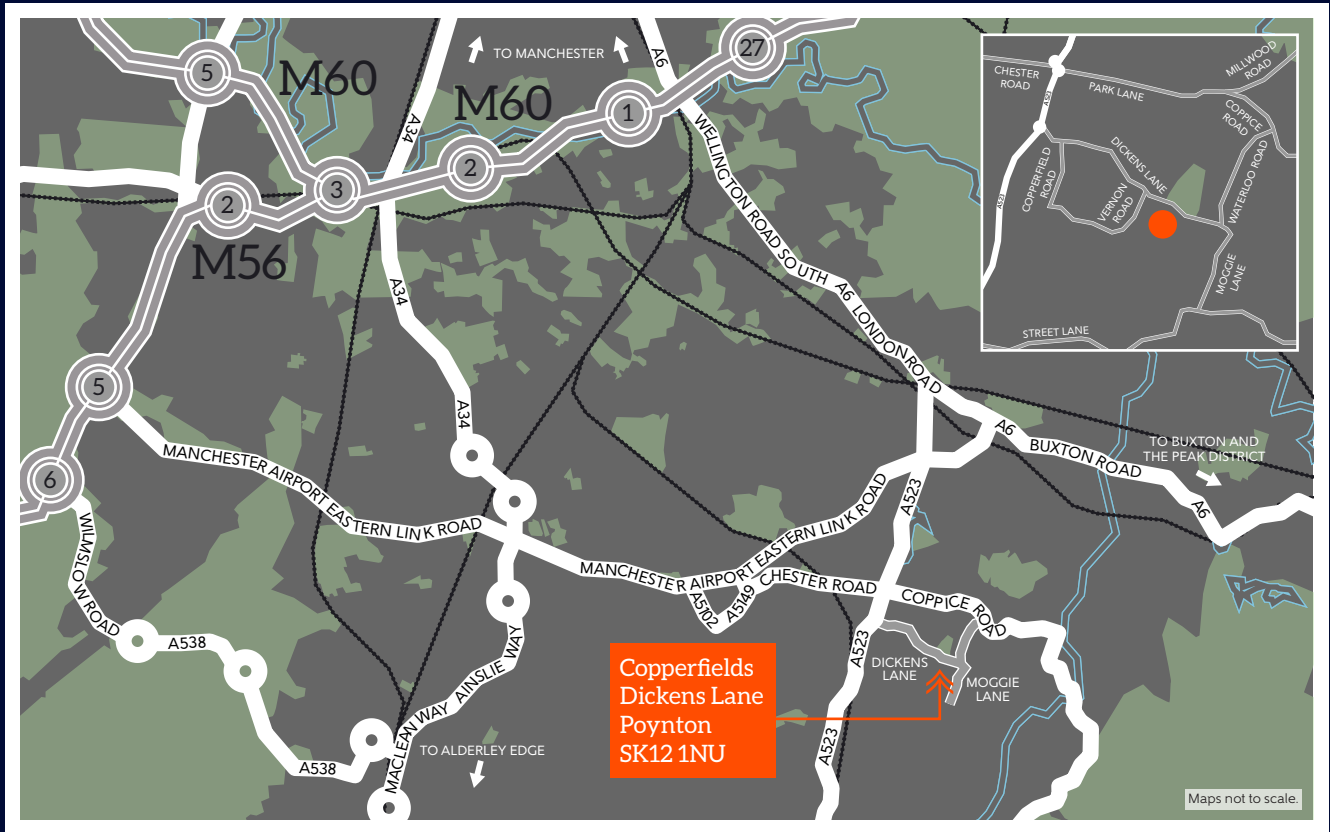 5
M60
A34
TO MANCHESTER
M60
A6
27
1
2
3
2
M56
WELLINGTON ROAD SOUTH
A6
LONDON ROAD
A34
A34
5
6
MANCHESTER AIRPORT EASTERN LINK ROAD
WILMSLOW ROAD
A538
A538
MACLEAN WAY
AINSLIE WAY
TO ALDERLEY EDGE
MANCHESTER AIRPORT EASTERN LINK ROAD
A5102
A5149
CHESTER ROAD
A523
A6
BUXTON ROAD
TO BUXTON AND
THE PEAK DISTRICT
A6
COPPICE ROAD
A523
A523
DICKENS
LANE
MOGGIE
LANE
Copperfields
Dickens Lane
Poynton
SK12 1NU
CHESTER
ROAD
PARK LANE
MILLWOOD
ROAD
COPPICE
ROAD
A523
A523
DICKENS LANE
COPPERFIELD
ROAD
VERNON
ROAD
WATERLOO ROAD
MOGGIE
LANE
STREET LANE
Maps not to scale.